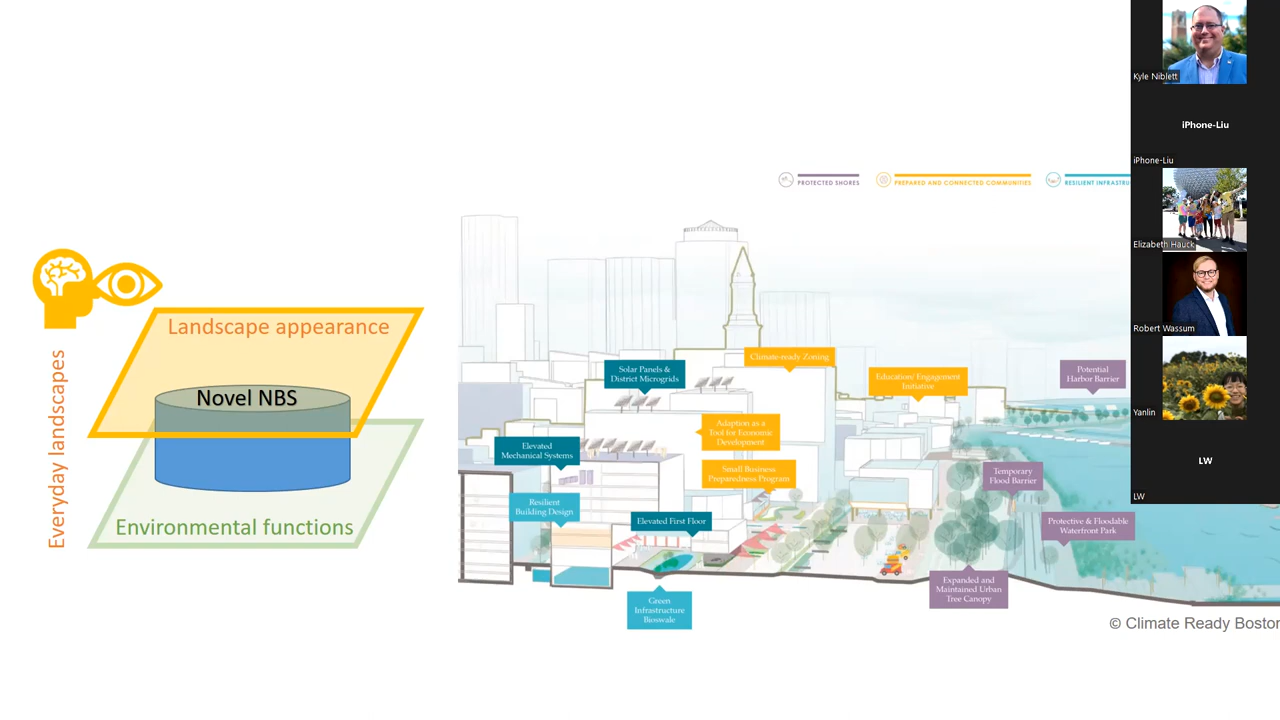 Kyle Niblett
iPhone-Liu
iPhone-Liu
Elizabeth Hauck
Robert Wassum
Yanlin
LW
LW
PROTECTED SHORES
PREPARED AND CONNECTED COMMUNITIES
RESILIENT INFRASTRU
Everyday landscapes
Landscape appearance
Novel NBS
Environmental functions
Solar Panels &
District Microgrids
Climate-ready Zoning
Education/ Engagement
Initiative
Potential
Harbor Barrier
Adaption as a
Tool for Economic
Development
Elevated
Mechanical Systems
Small Business
Preparedness Program
Temporary
Flood Barrier
Resilient
Building Design
Elevated First Floor
Protective & Floodable
Waterfront Park
Expanded and
Maintained Urban
Tree Canopy
Green
Infrastructure
Bioswale
© Climate Ready Bostor